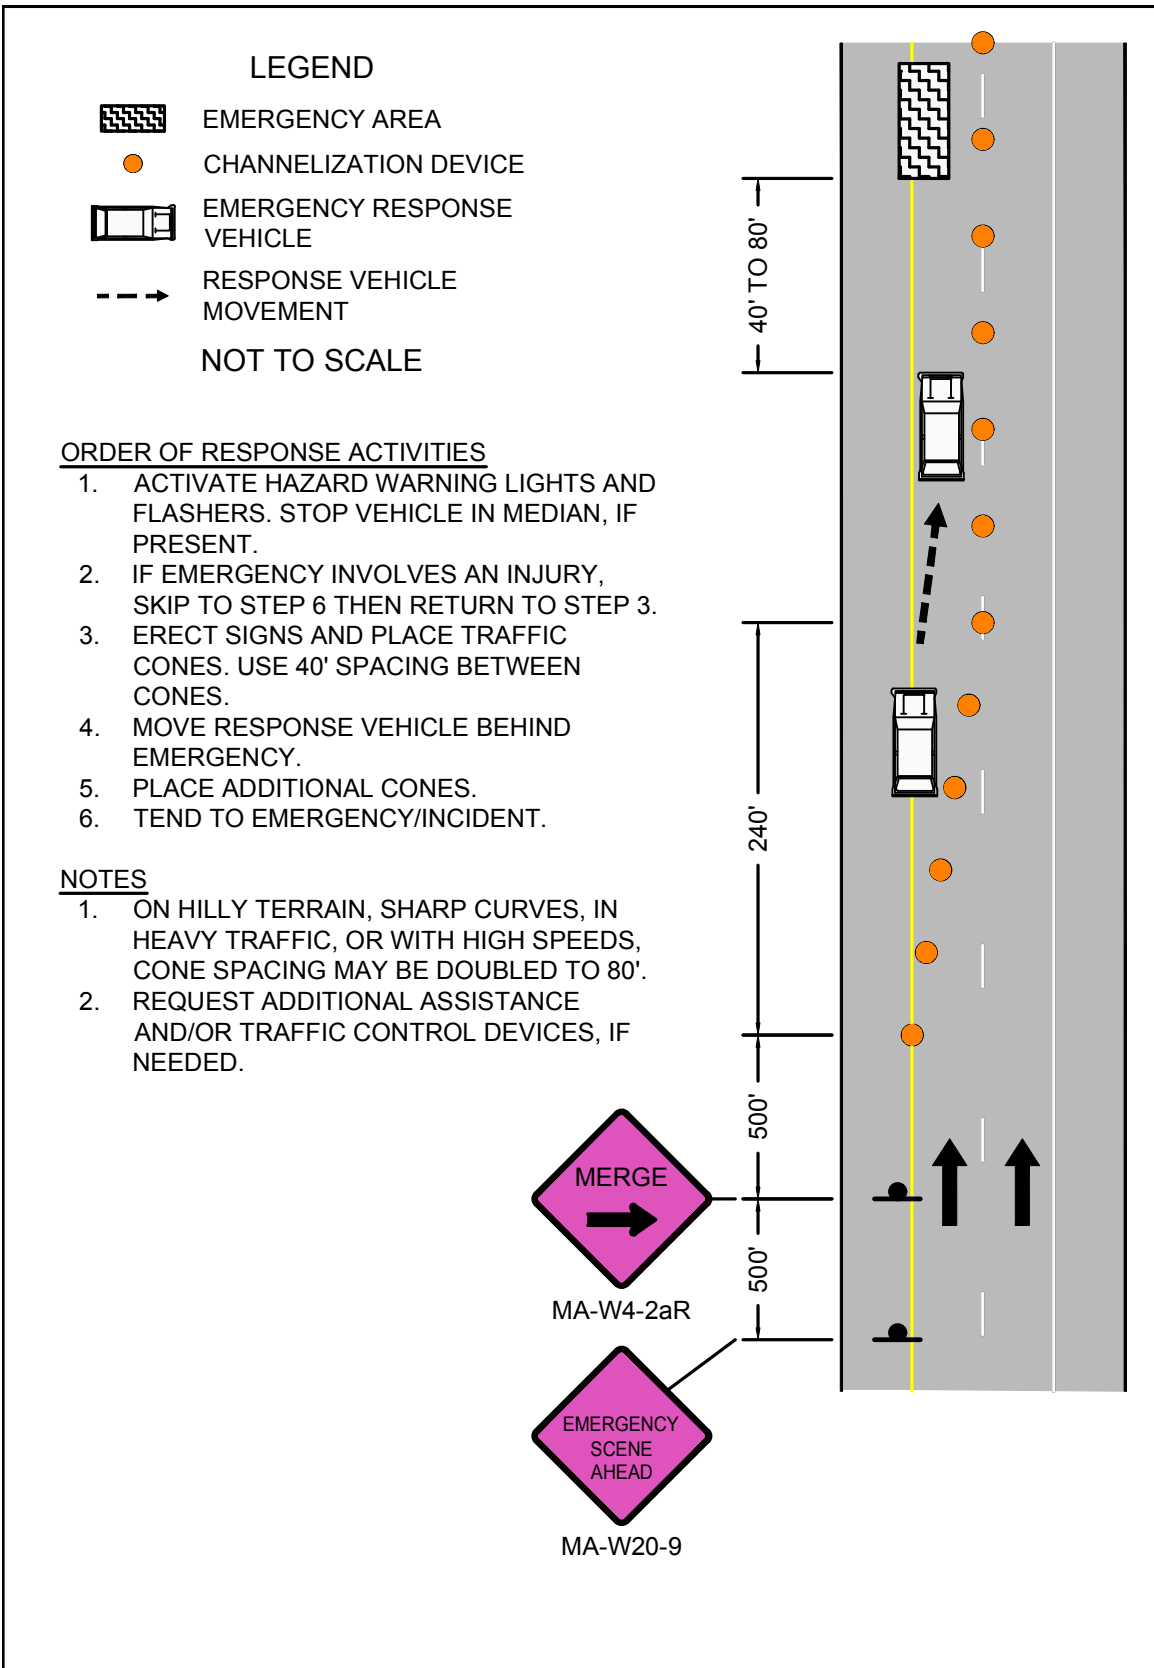 LEGEND
EMERGENCY AREA
CHANNELIZATION DEVICE
EMERGENCY RESPONSE
VEHICLE
RESPONSE VEHICLE
MOVEMENT
NOT TO SCALE
ORDER OF RESPONSE ACTIVITIES
1. ACTIVATE HAZARD WARNING LIGHTS AND
FLASHERS. STOP VEHICLE IN MEDIAN, IF
PRESENT.
2. IF EMERGENCY INVOLVES AN INJURY,
SKIP TO STEP 6 THEN RETURN TO STEP 3.
3. ERECT SIGNS AND PLACE TRAFFIC
CONES. USE 40' SPACING BETWEEN
CONES.
4. MOVE RESPONSE VEHICLE BEHIND
EMERGENCY.
5. PLACE ADDITIONAL CONES.
6. TEND TO EMERGENCY/INCIDENT.
NOTES
1. ON HILLY TERRAIN, SHARP CURVES, IN
HEAVY TRAFFIC, OR WITH HIGH SPEEDS,
CONE SPACING MAY BE DOUBLED TO 80'.
2. REQUEST ADDITIONAL ASSISTANCE
AND/OR TRAFFIC CONTROL DEVICES, IF
NEEDED.
40' TO 80'
240'
500'
500'
MERGE
MA-W4-2aR
EMERGENCY
SCENE
AHEAD
MA-W20-9